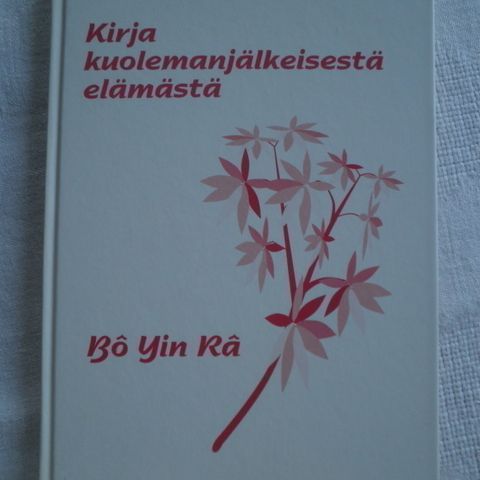 Kirja
kuolemanjälkeisestä
elämästä
Bô Yin Râ